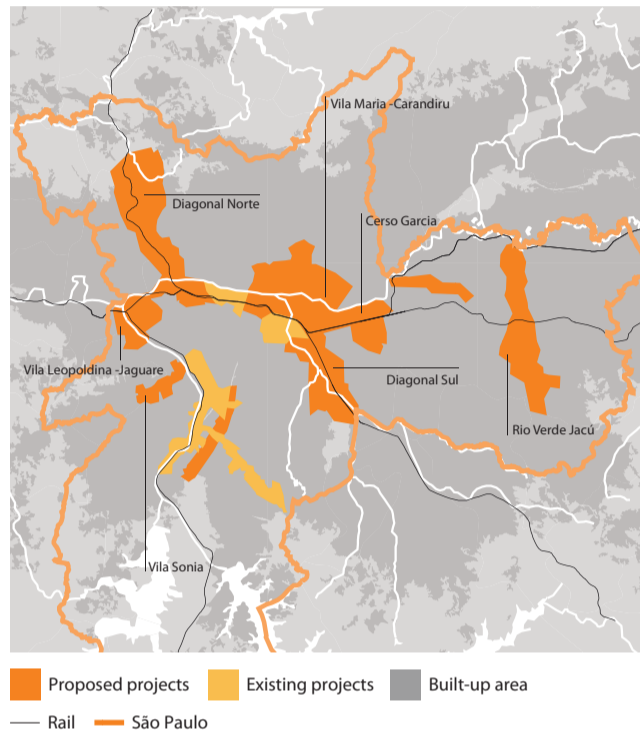 Vila Maria -Carandiru
Diagonal Norte
Cerso Garcia
Vila Leopoldina -Jaguare
Diagonal Sul
Rio Verde Jacú
Vila Sonia
Proposed projects
Existing projects
Built-up area
Rail
São Paulo